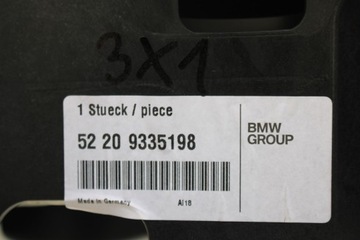 3X1
1 Stueck / piece
52 20 9335198
BMW
GROUP
Made in Germany
AI18